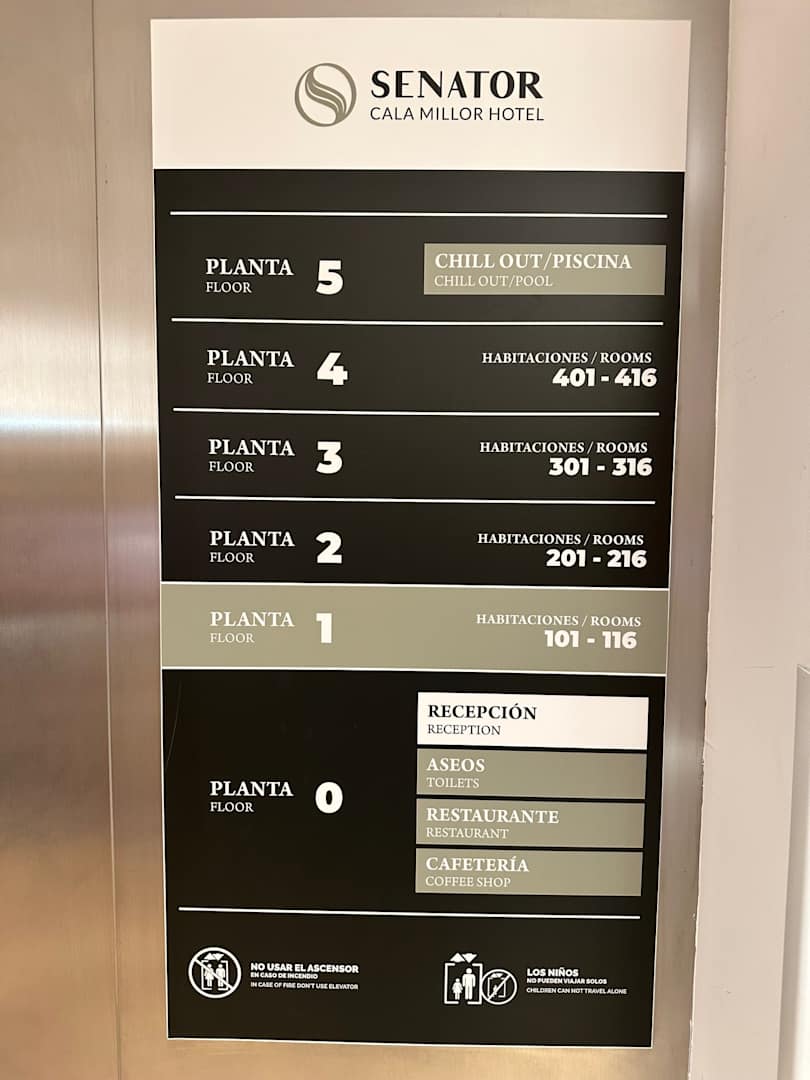 SENATOR
CALA MILLOR HOTEL
PLANTA
FLOOR
5
CHILL OUT/PISCINA
CHILL OUT/POOL
PLANTA
FLOOR
4
HABITACIONES / ROOMS
401 - 416
PLANTA
FLOOR
3
HABITACIONES / ROOMS
301 - 316
PLANTA
FLOOR
2
HABITACIONES / ROOMS
201 - 216
PLANTA
FLOOR
1
HABITACIONES / ROOMS
101 - 116
PLANTA
FLOOR
0
RECEPCIÓN
RECEPTION
ASEOS
TOILETS
RESTAURANTE
RESTAURANT
CAFETERÍA
COFFEE SHOP
NO USAR EL ASCENSOR
EN CASO DE INCENDIO
IN CASE OF FIRE DON'T USE ELEVATOR
LOS NIÑOS
NO PUEDEN VIAJAR SOLOS
CHILDREN CAN NOT TRAVEL ALONE